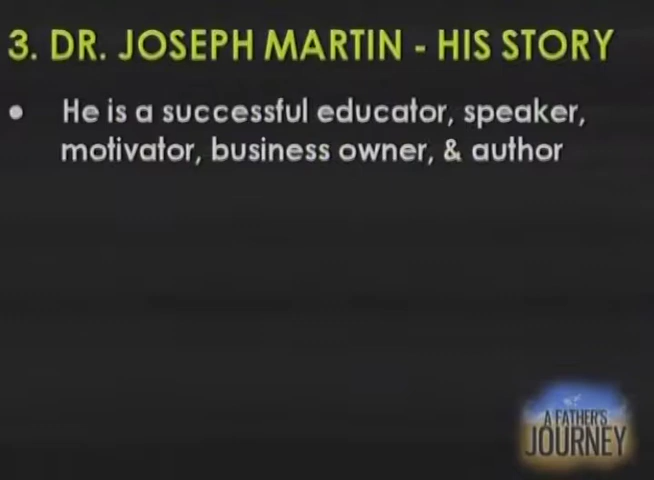 3. DR. JOSEPH MARTIN - HIS STORY
● He is a successful educator, speaker,
motivator, business owner, & author
A FATHER'S
JOURNEY